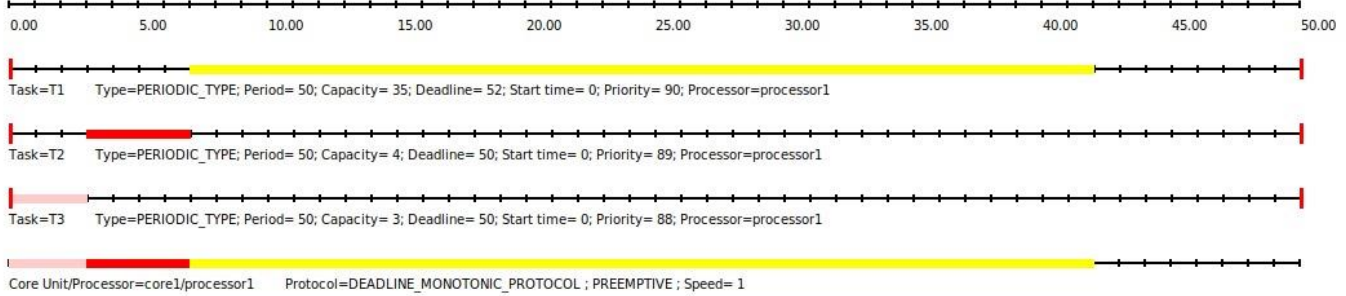 0.00 5.00 10.00 15.00 20.00 25.00 30.00 35.00 40.00 45.00 50.00
Task=T1 Type=PERIODIC_TYPE; Period= 50; Capacity= 35; Deadline= 52; Start time= 0; Priority= 90; Processor=processor1
Task=T2 Type=PERIODIC_TYPE; Period= 50; Capacity= 4; Deadline= 50; Start time= 0; Priority= 89; Processor=processor1
Task=T3 Type=PERIODIC_TYPE; Period= 50; Capacity= 3; Deadline= 50; Start time= 0; Priority= 88; Processor=processor1
Core Unit/Processor=core1/processor1 Protocol=DEADLINE_MONOTONIC_PROTOCOL ; PREEMPTIVE ; Speed= 1